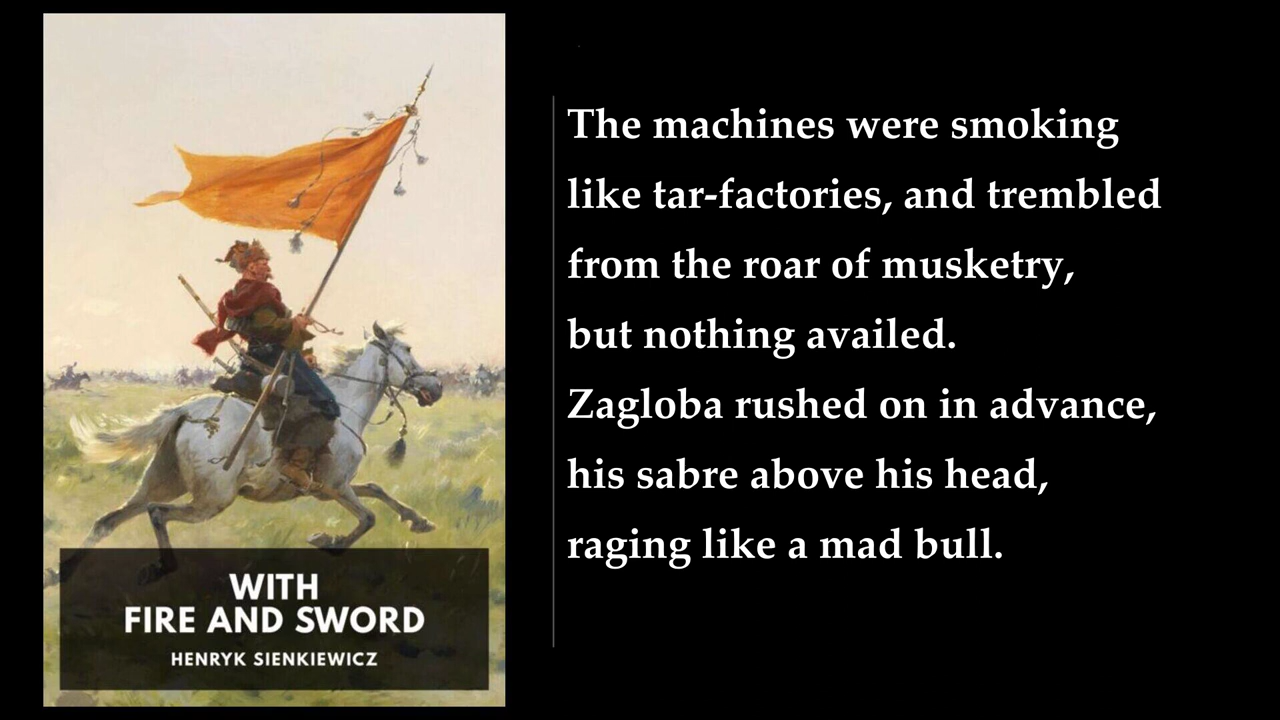 WITH
FIRE AND SWORD
HENRYK SIENKIEWICZ
The machines were smoking
like tar-factories, and trembled
from the roar of musketry,
but nothing availed.
Zagloba rushed on in advance,
his sabre above his head,
raging like a mad bull.